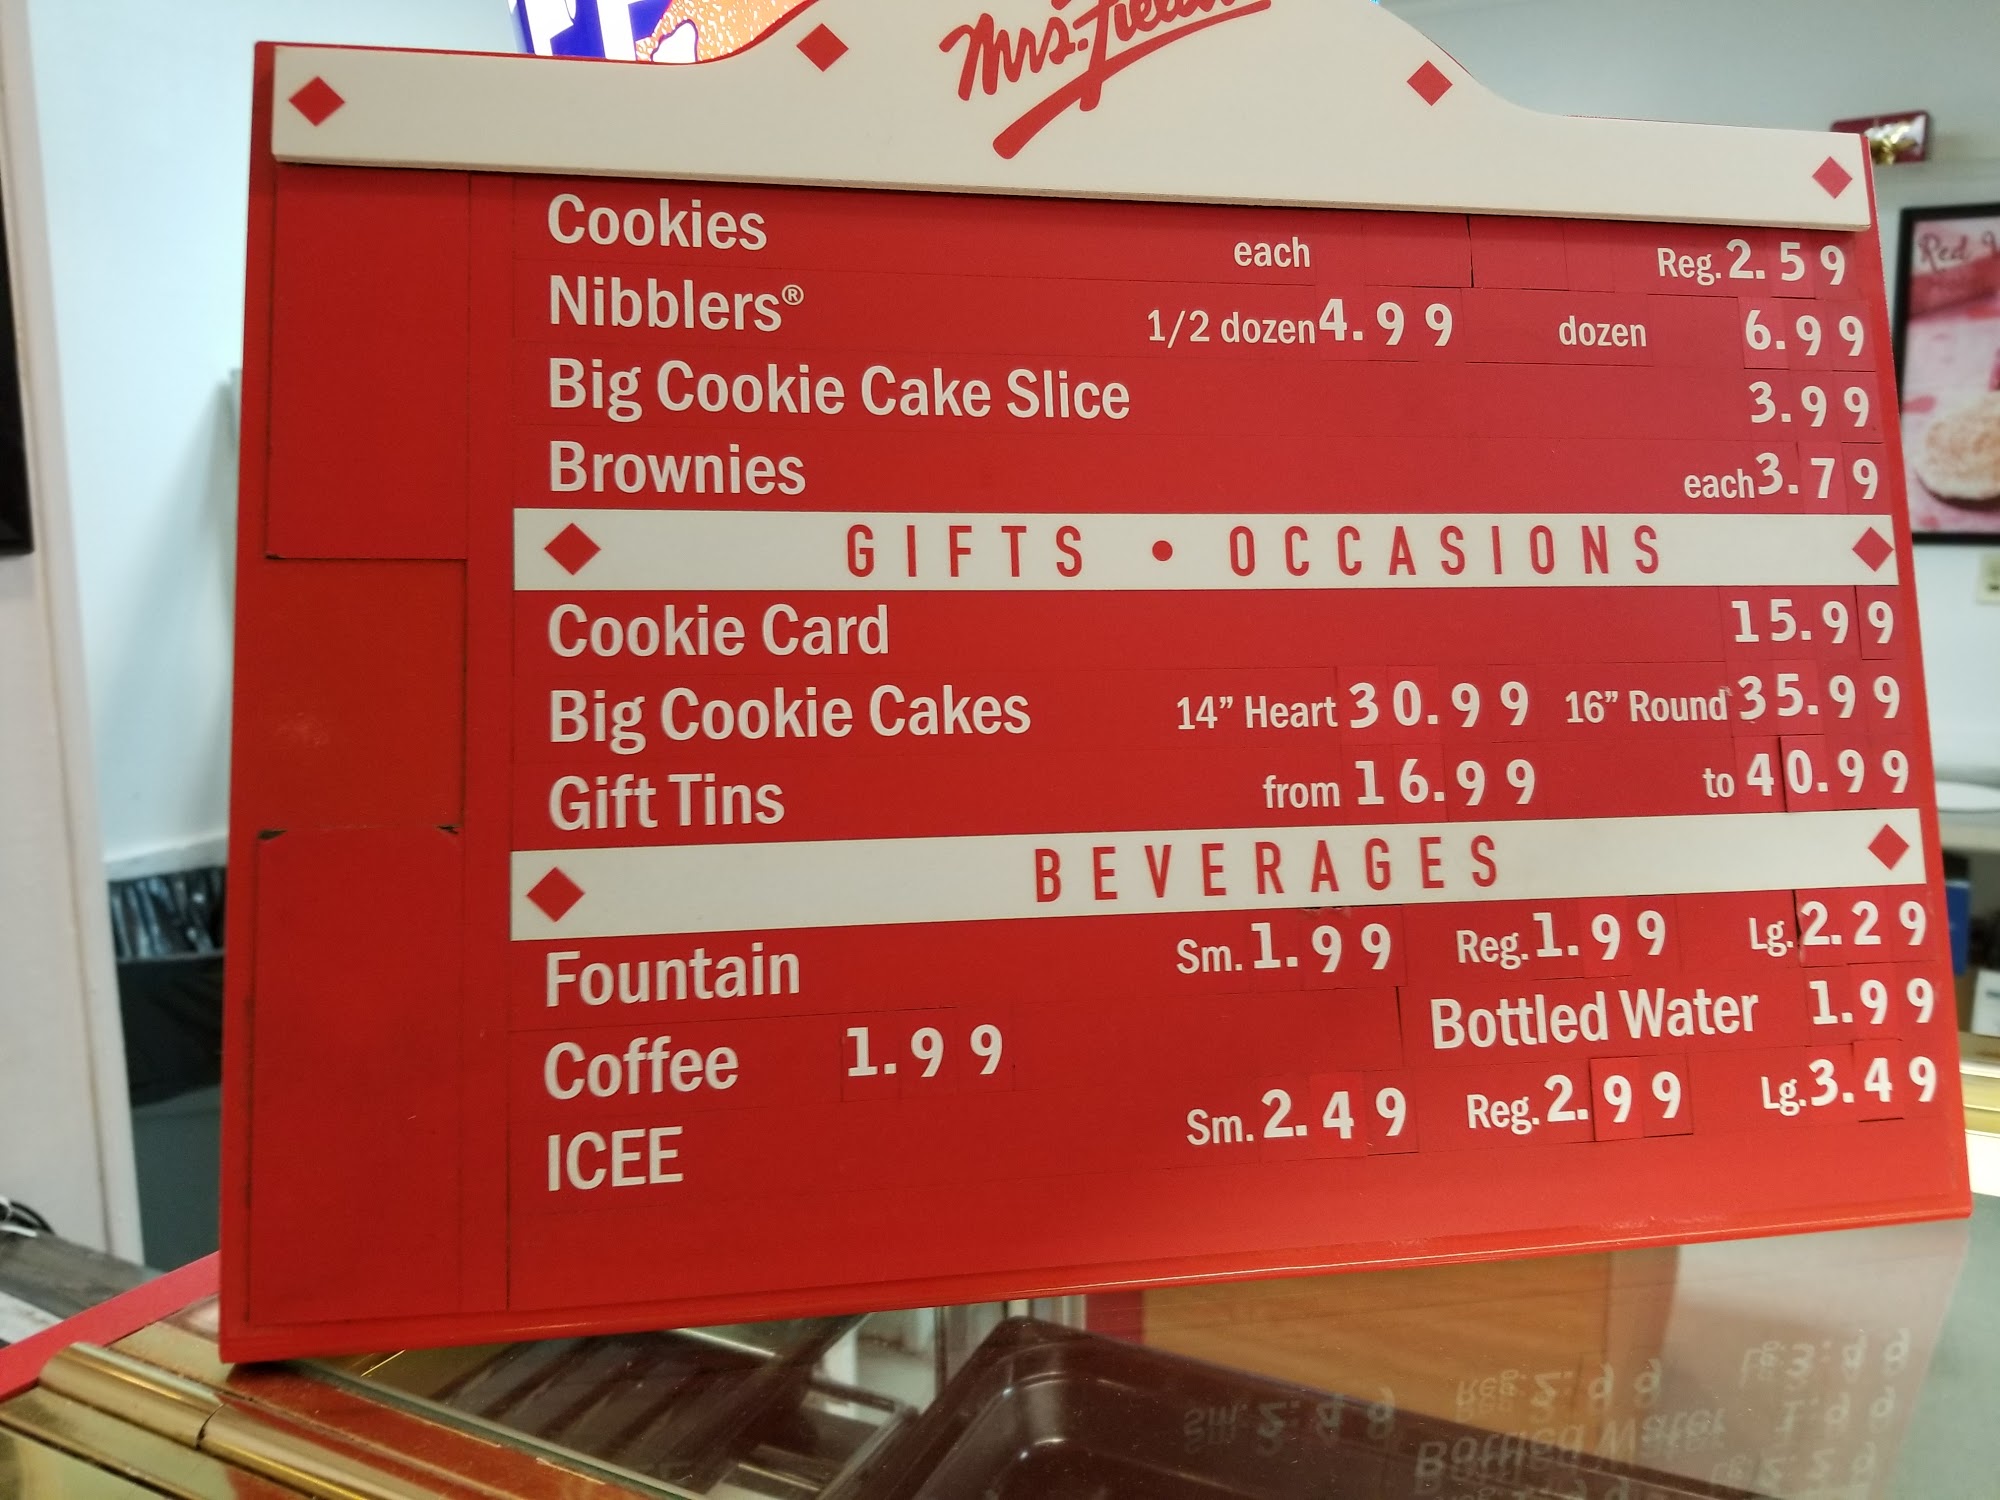 Mrs. Fields
Cookies each Reg. 2.59
Nibblers® 1/2 dozen 4.99 dozen 6.99
Big Cookie Cake Slice 3.99
Brownies each 3.79
GIFTS • OCCASIONS
Cookie Card 15.99
Big Cookie Cakes 14” Heart 30.99 16” Round 35.99
Gift Tins from 16.99 to 40.99
BEVERAGES
Fountain Sm. 1.99 Reg. 1.99 Lg. 2.29
Coffee 1.99 Bottled Water 1.99
ICEE Sm. 2.49 Reg. 2.99 Lg. 3.49
Red